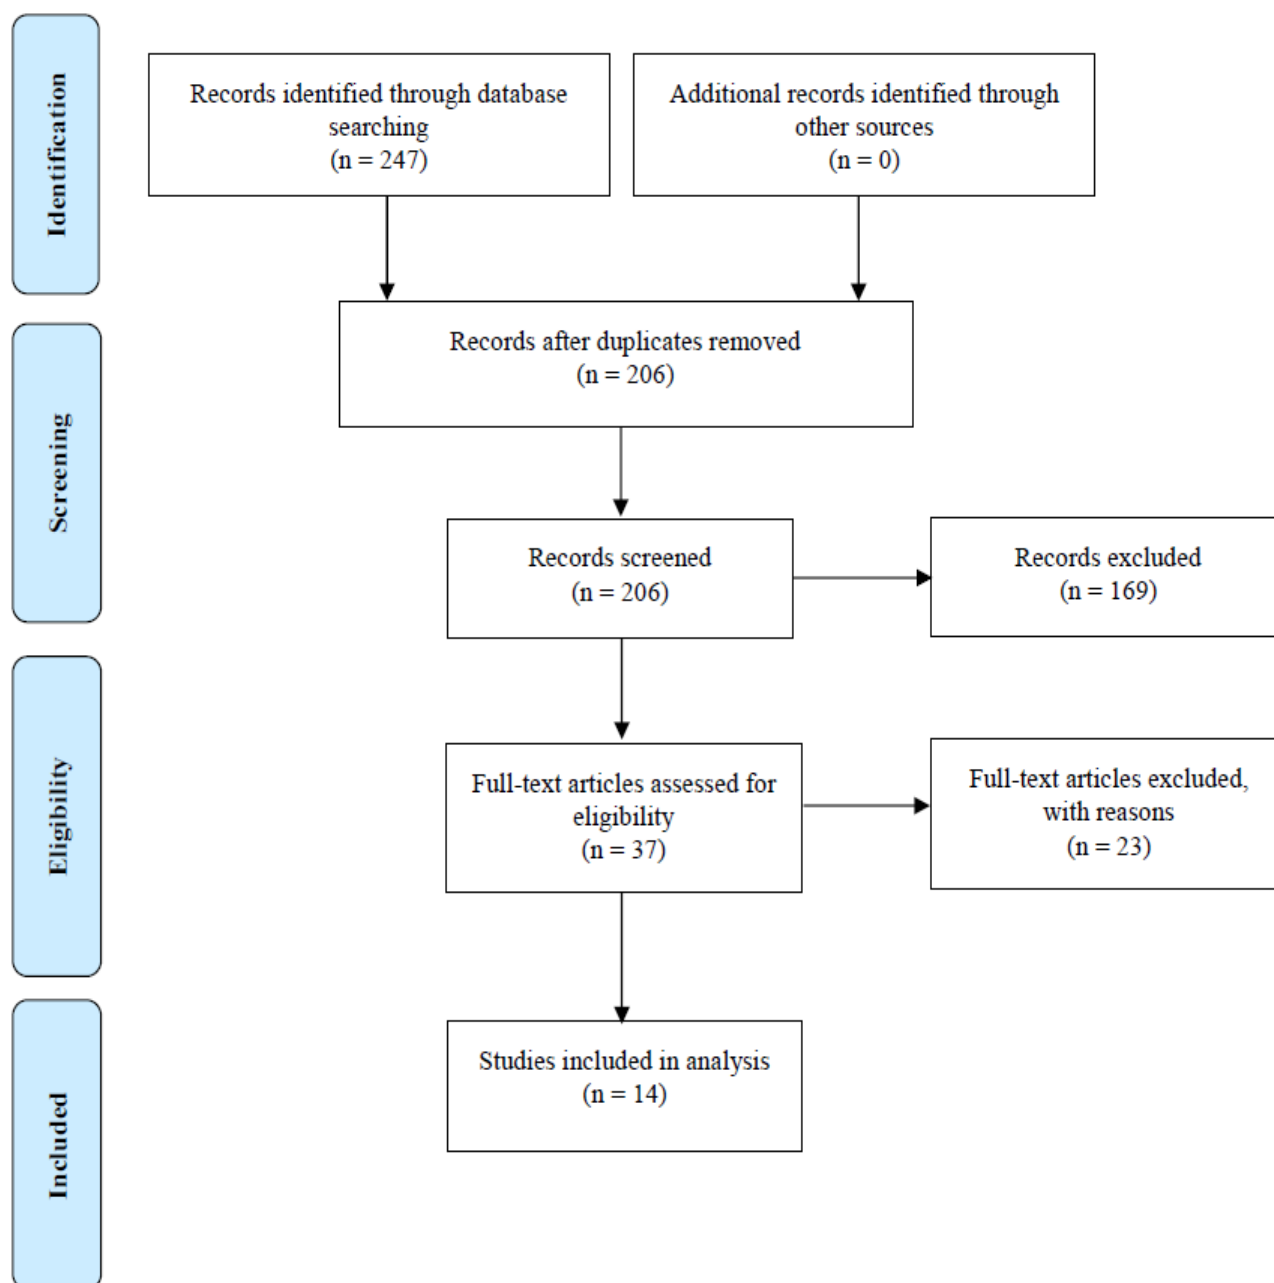 Identification
Records identified through database
searching
(n = 247)
Additional records identified through
other sources
(n = 0)
Screening
Records after duplicates removed
(n = 206)
Records screened
(n = 206)
Records excluded
(n = 169)
Eligibility
Full-text articles assessed for
eligibility
(n = 37)
Full-text articles excluded,
with reasons
(n = 23)
Included
Studies included in analysis
(n = 14)